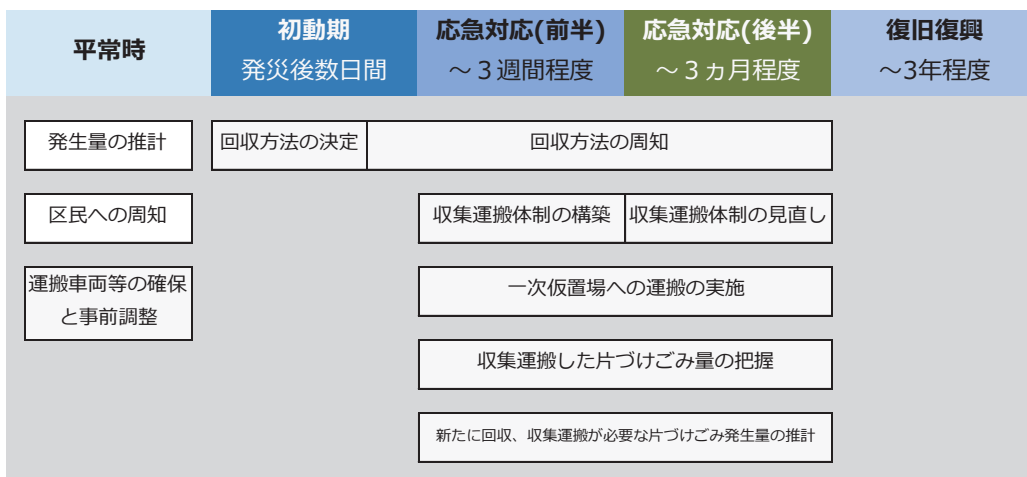 平常時
初動期
発災後数日間
応急対応(前半)
～３週間程度
応急対応(後半)
～３ヵ月程度
復旧復興
～3年程度
発生量の推計
回収方法の決定
回収方法の周知
区民への周知
収集運搬体制の構築
収集運搬体制の見直し
運搬車両等の確保
と事前調整
一次仮置場への運搬の実施
収集運搬した片づけごみ量の把握
新たに回収、収集運搬が必要な片づけごみ発生量の推計